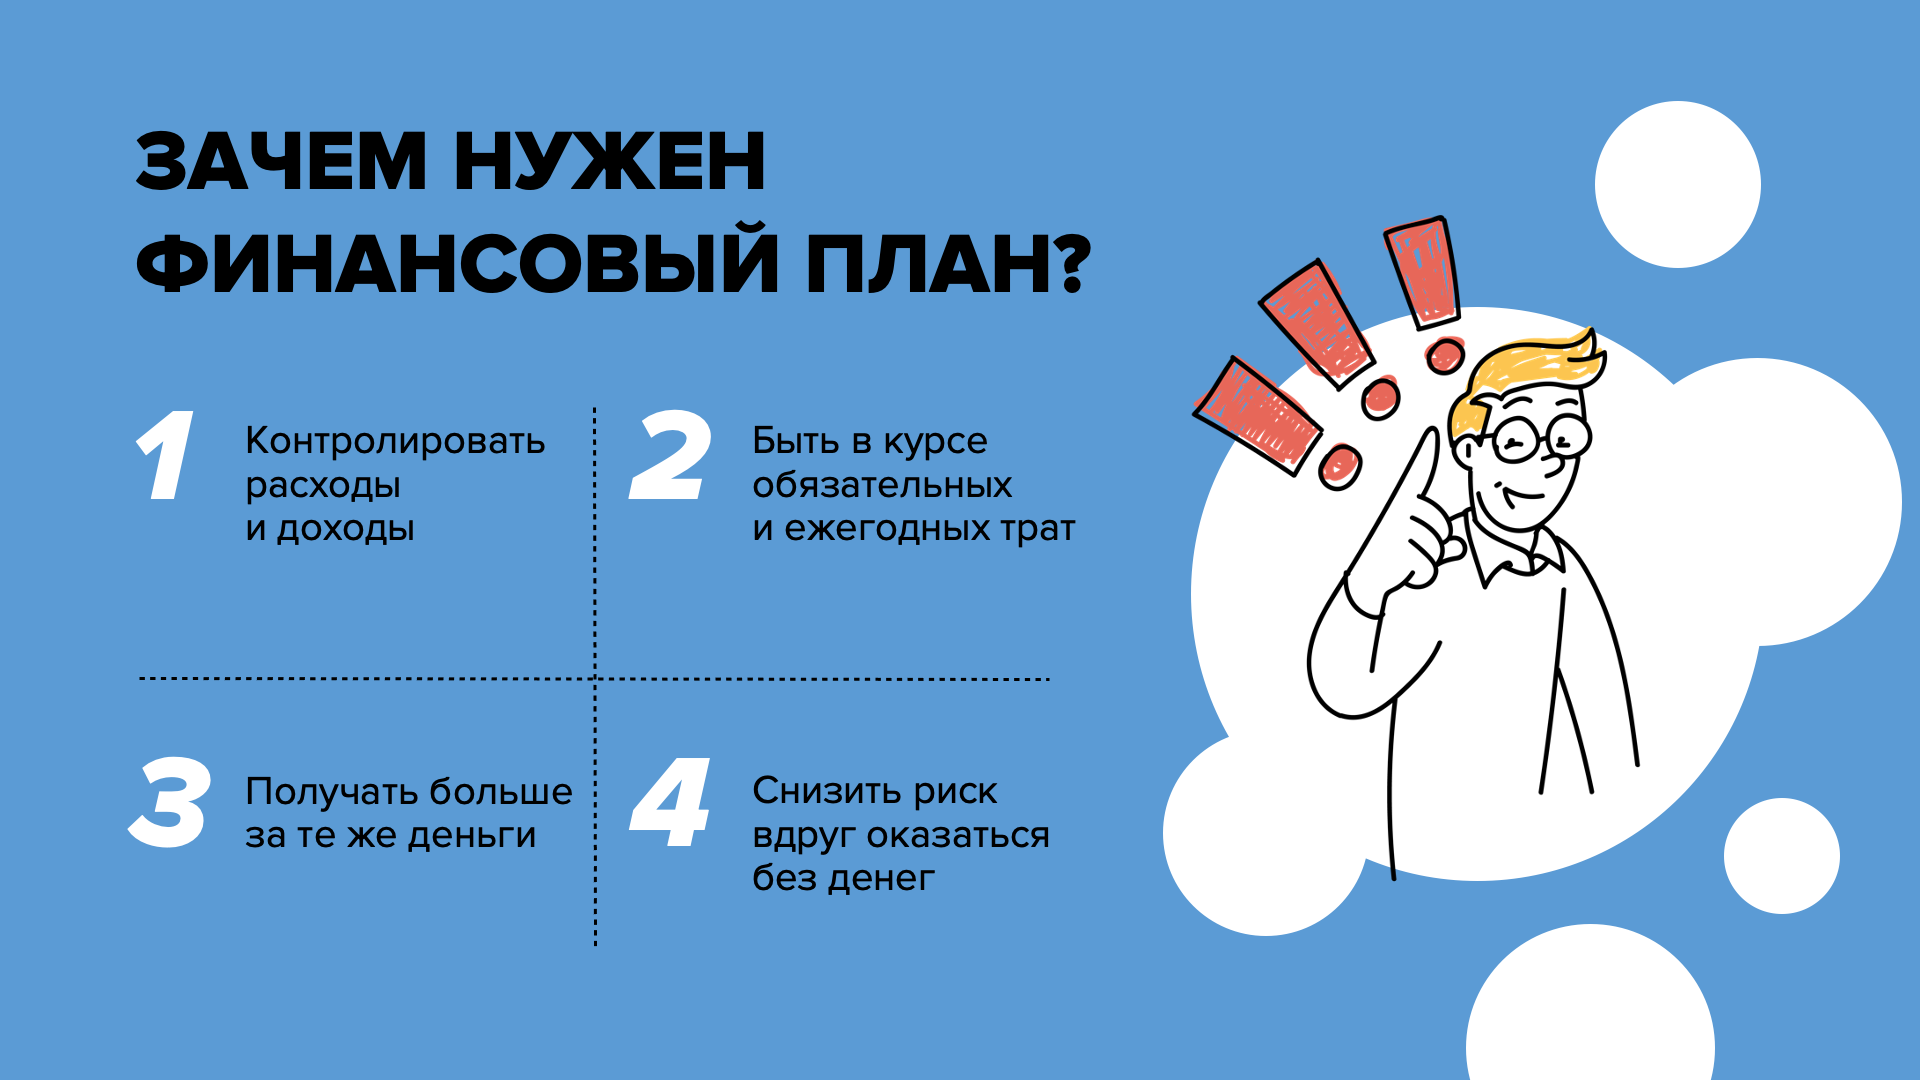 ЗАЧЕМ НУЖЕН
ФИНАНСОВЫЙ ПЛАН?
1
Контролировать
расходы
и доходы
2
Быть в курсе
обязательных
и ежегодных трат
3
Получать больше
за те же деньги
4
Снизить риск
вдруг оказаться
без денег